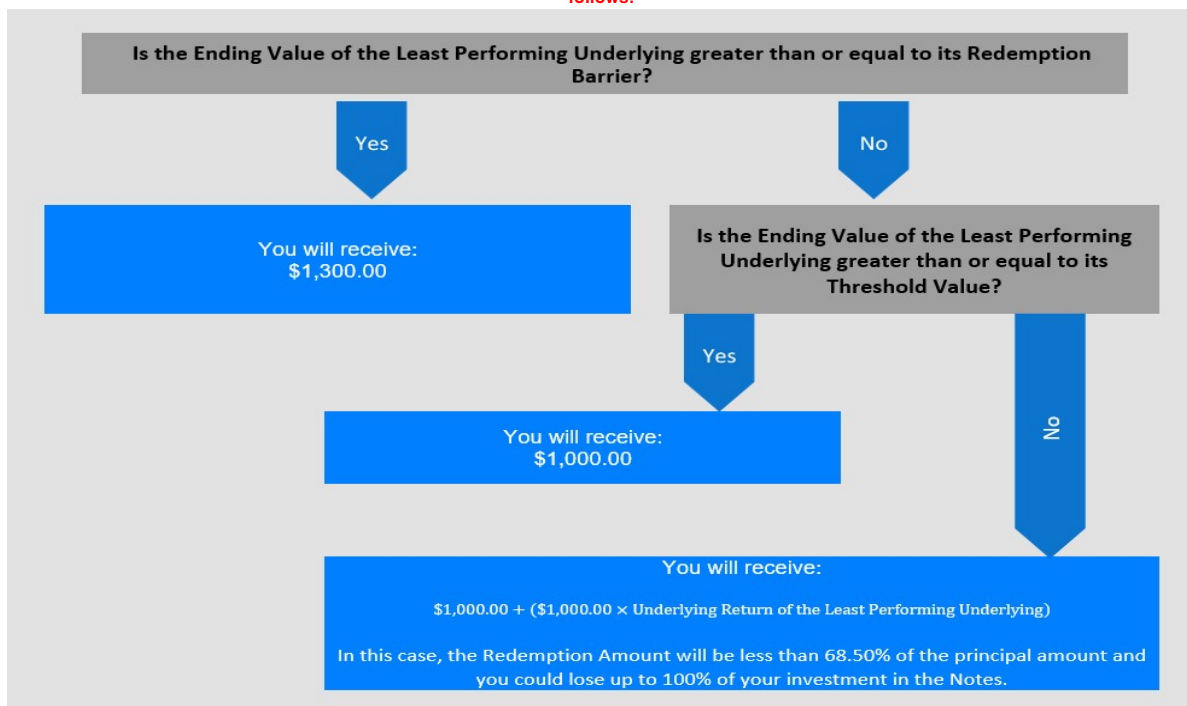 follows:
Is the Ending Value of the Least Performing Underlying greater than or equal to its Redemption
Barrier?
Yes
No
You will receive:
$1,300.00
Is the Ending Value of the Least Performing
Underlying greater than or equal to its
Threshold Value?
Yes
No
You will receive:
$1,000.00
You will receive:
$1,000.00 + ($1,000.00 × Underlying Return of the Least Performing Underlying)
In this case, the Redemption Amount will be less than 68.50% of the principal amount and
you could lose up to 100% of your investment in the Notes.